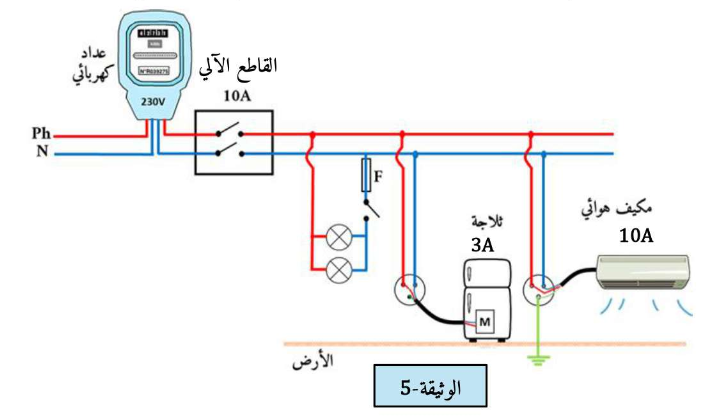 عداد
كهربائي
230V
القاطع الآلي
10A
Ph
N
F
ثلاجة
3A
M
مكيف هوائي
10A
الأرض
الوثيقة-5